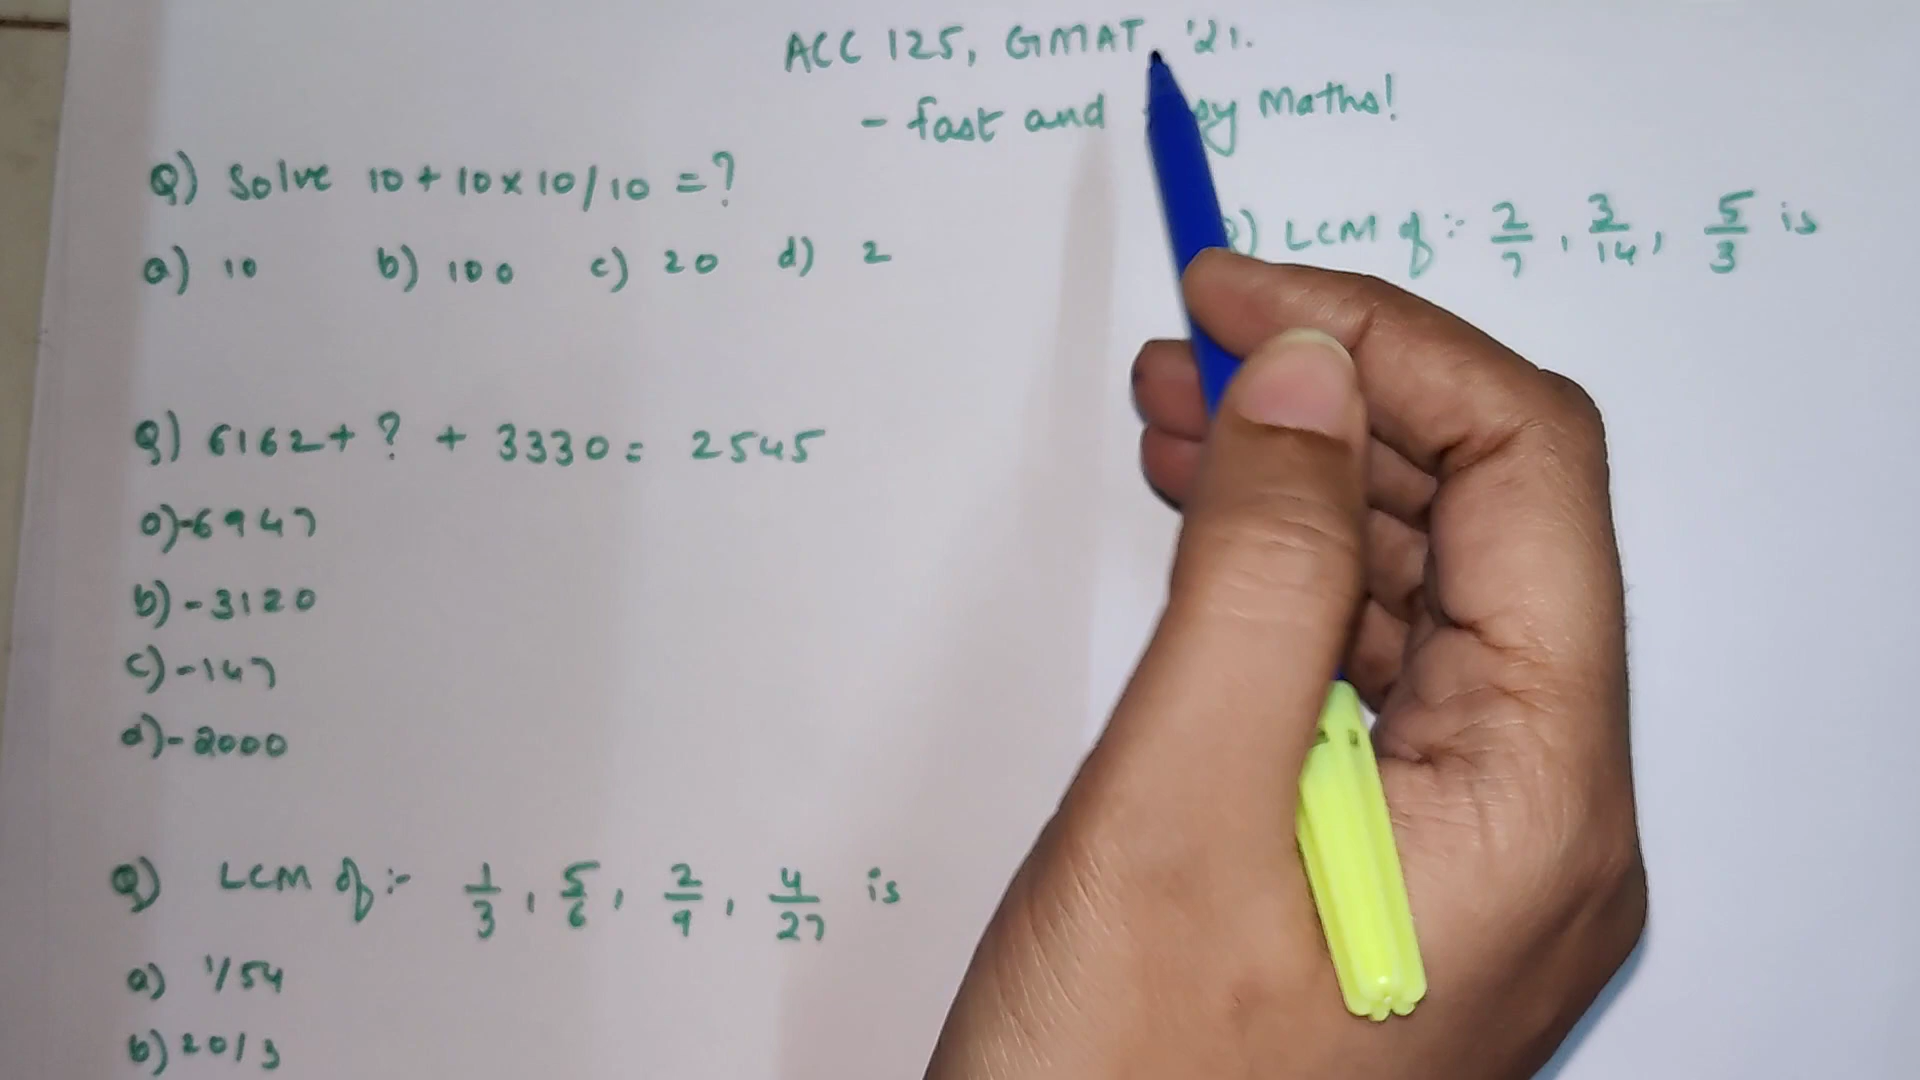 ACC 125, GMAT '21.
- fast and Maths!
Q) Solve 10 + 10 x 10 / 10 = ?
a) 10 b) 100 c) 20 d) 2
Q) 6162 + ? + 3330 = 2545
a) -6947
b) -3120
c) -147
d) -2000
Q) LCM of :- 1/3, 5/6, 2/9, 4/27 is
a) 1/54
b) 20/3
) LCM of :- 2/7, 3/14, 5/3 is